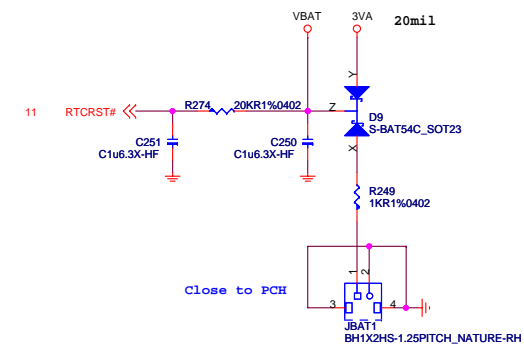 VBAT 3VA 20mil
Y
11 RTCRST# R274 20KR1%0402 Z
D9
S-BAT54C_SOT23
C251
C1u6.3X-HF
C250
C1u6.3X-HF
X
R249
1KR1%0402
1 2
Close to PCH
3 4
JBAT1
BH1X2HS-1.25PITCH_NATURE-RH